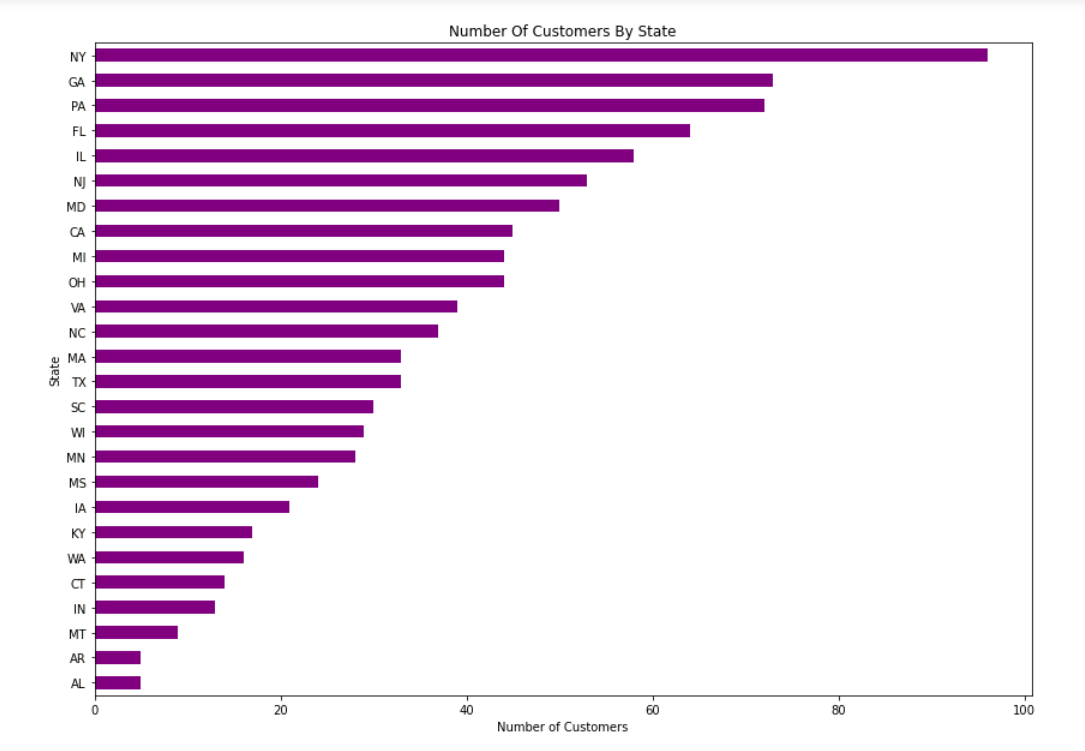 Number Of Customers By State
NY
GA
PA
FL
IL
NJ
MD
CA
MI
OH
VA
NC
MA
TX
SC
WI
MN
MS
IA
KY
WA
CT
IN
MT
AR
AL
State
0 20 40 60 80 100
Number of Customers